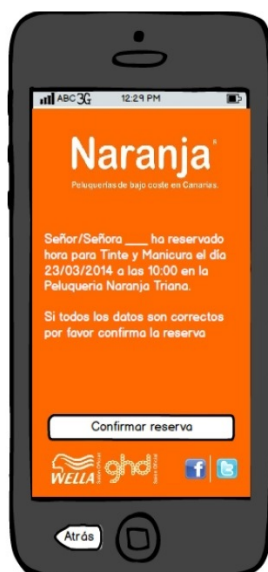 ABC 3G 12:29 PM
Naranja®
Peluquerías de bajo coste en Canarias.
Señor/Señora ___ ha reservado
hora para Tinte y Manicura el día
23/03/2014 a las 10:00 en la
Peluqueria Naranja Triana.
Si todos los datos son correctos
por favor confirma la reserva
Confirmar reserva
WELLA ghd f t
Atrás